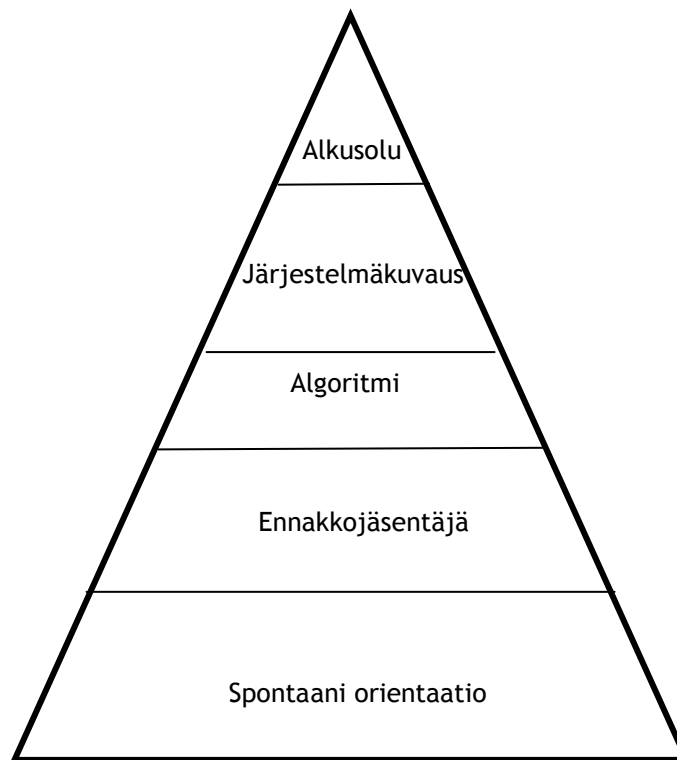 Alkusolu
Järjestelmäkuvaus
Algoritmi
Ennakkojäsentäjä
Spontaani orientaatio